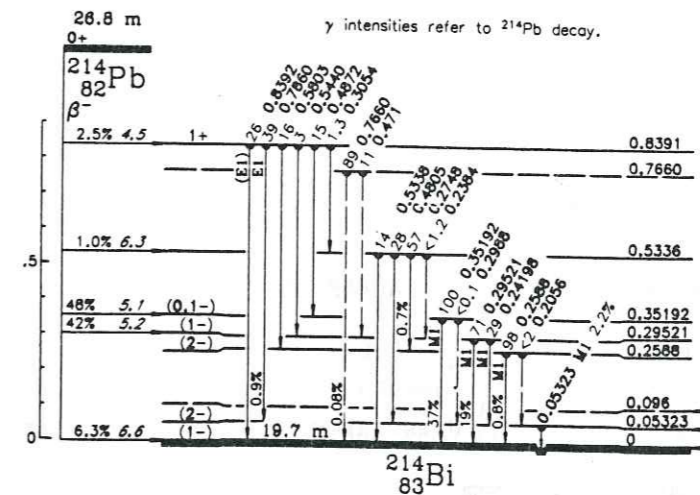 26.8 m
γ intensities refer to ²¹⁴Pb decay.
0+
²¹⁴₈₂Pb
β⁻
26 0.8392
39 0.7860
16 0.5803
3 0.5440
15 0.4872
1.3 0.3054
2.5% 4.5 1+ 0.8391
(E1)
E1
89 0.7660
11 0.471
0.7660
14 0.5338
28 0.4805
57 0.2748
<1.2 0.2384
1.0% 6.3 0.5336
.5
100 0.35192
<0.1 0.2988
48% 5.1 (0,1-) 0.35192
71 0.29521
29 0.24198
42% 5.2 (1-) 0.29521
98 0.2588
<2 0.2056
(2-) 0.2588
0.7%
M1
M1
M1
M1
0.05323 M1 2.2%
0.9%
0.08%
37%
19%
0.8%
0.096
(2-) 0.05323
0 6.3% 6.6 (1-) 19.7 m 0
²¹⁴₈₃Bi